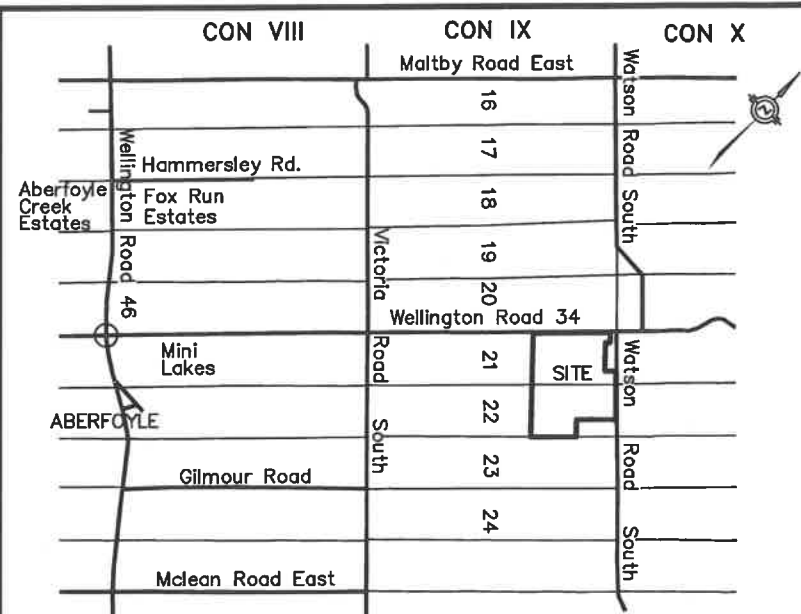 CON VIII
CON IX
CON X
Maltby Road East
Watson Road South
16
17
18
19
20
Wellington Road 46
Hammersley Rd.
Aberfoyle
Creek
Estates
Fox Run
Estates
Victoria Road South
Wellington Road 34
Mini
Lakes
21
SITE
Watson Road South
22
ABERFOYLE
23
Gilmour Road
24
Mclean Road East
N